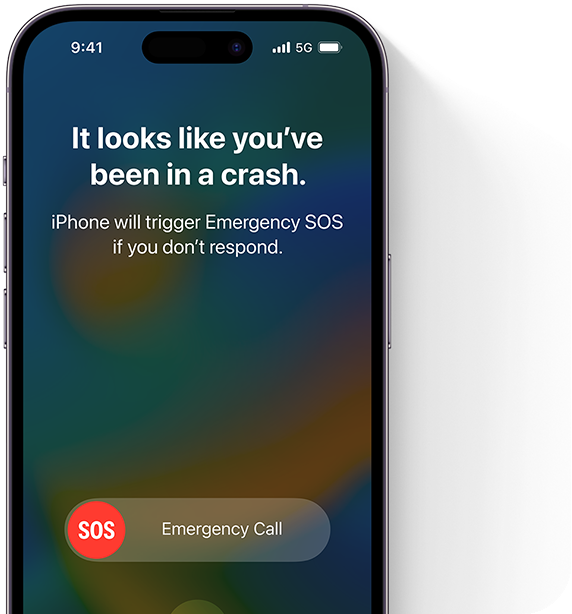 9:41 5G
It looks like you’ve
been in a crash.
iPhone will trigger Emergency SOS
if you don’t respond.
SOS Emergency Call